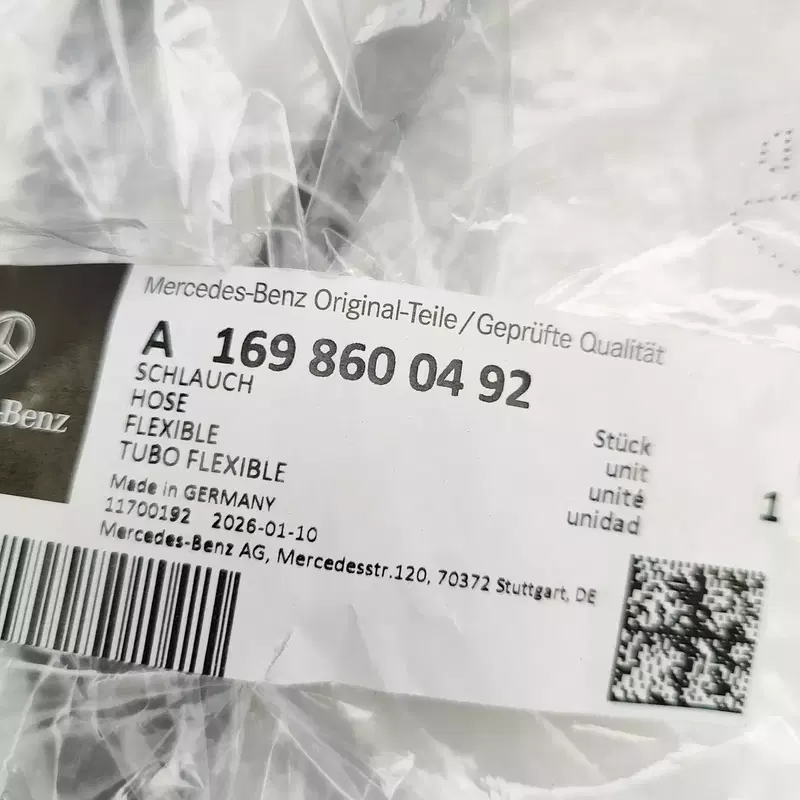 Mercedes-Benz Original-Teile/Geprüfte Qualität
A 169 860 04 92
SCHLAUCH
HOSE
FLEXIBLE
TUBO FLEXIBLE
Stück
unit
unité
unidad
1
Made in GERMANY
11700192 2026-01-10
Mercedes-Benz AG, Mercedesstr.120, 70372 Stuttgart, DE
-Benz